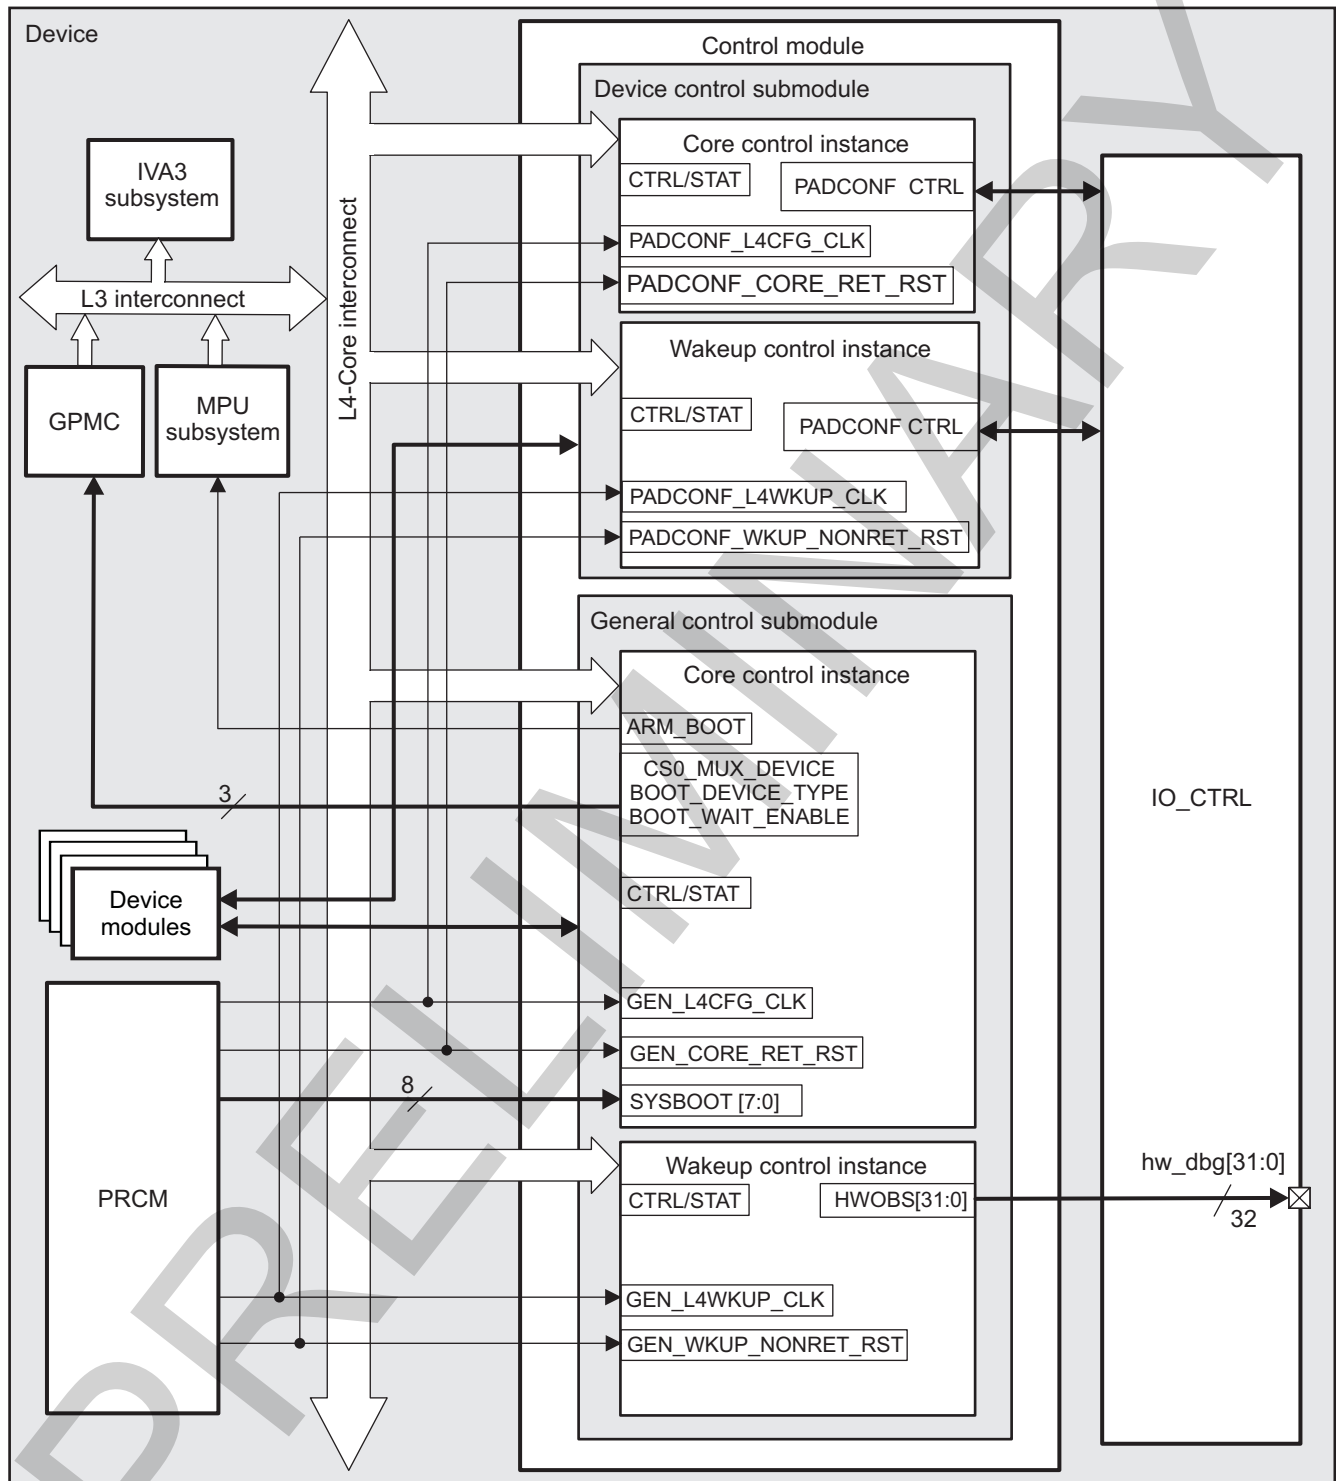 Device
Control module
Device control submodule
Core control instance
CTRL/STAT
PADCONF CTRL
PADCONF_L4CFG_CLK
PADCONF_CORE_RET_RST
Wakeup control instance
CTRL/STAT
PADCONF CTRL
PADCONF_L4WKUP_CLK
PADCONF_WKUP_NONRET_RST
IVA3
subsystem
L3 interconnect
GPMC
MPU
subsystem
L4-Core interconnect
General control submodule
Core control instance
ARM_BOOT
CS0_MUX_DEVICE
BOOT_DEVICE_TYPE
BOOT_WAIT_ENABLE
3
CTRL/STAT
Device
modules
GEN_L4CFG_CLK
GEN_CORE_RET_RST
8
SYSBOOT [7:0]
PRCM
Wakeup control instance
CTRL/STAT
HWOBS[31:0]
GEN_L4WKUP_CLK
GEN_WKUP_NONRET_RST
IO_CTRL
hw_dbg[31:0]
32
PRELIMINARY